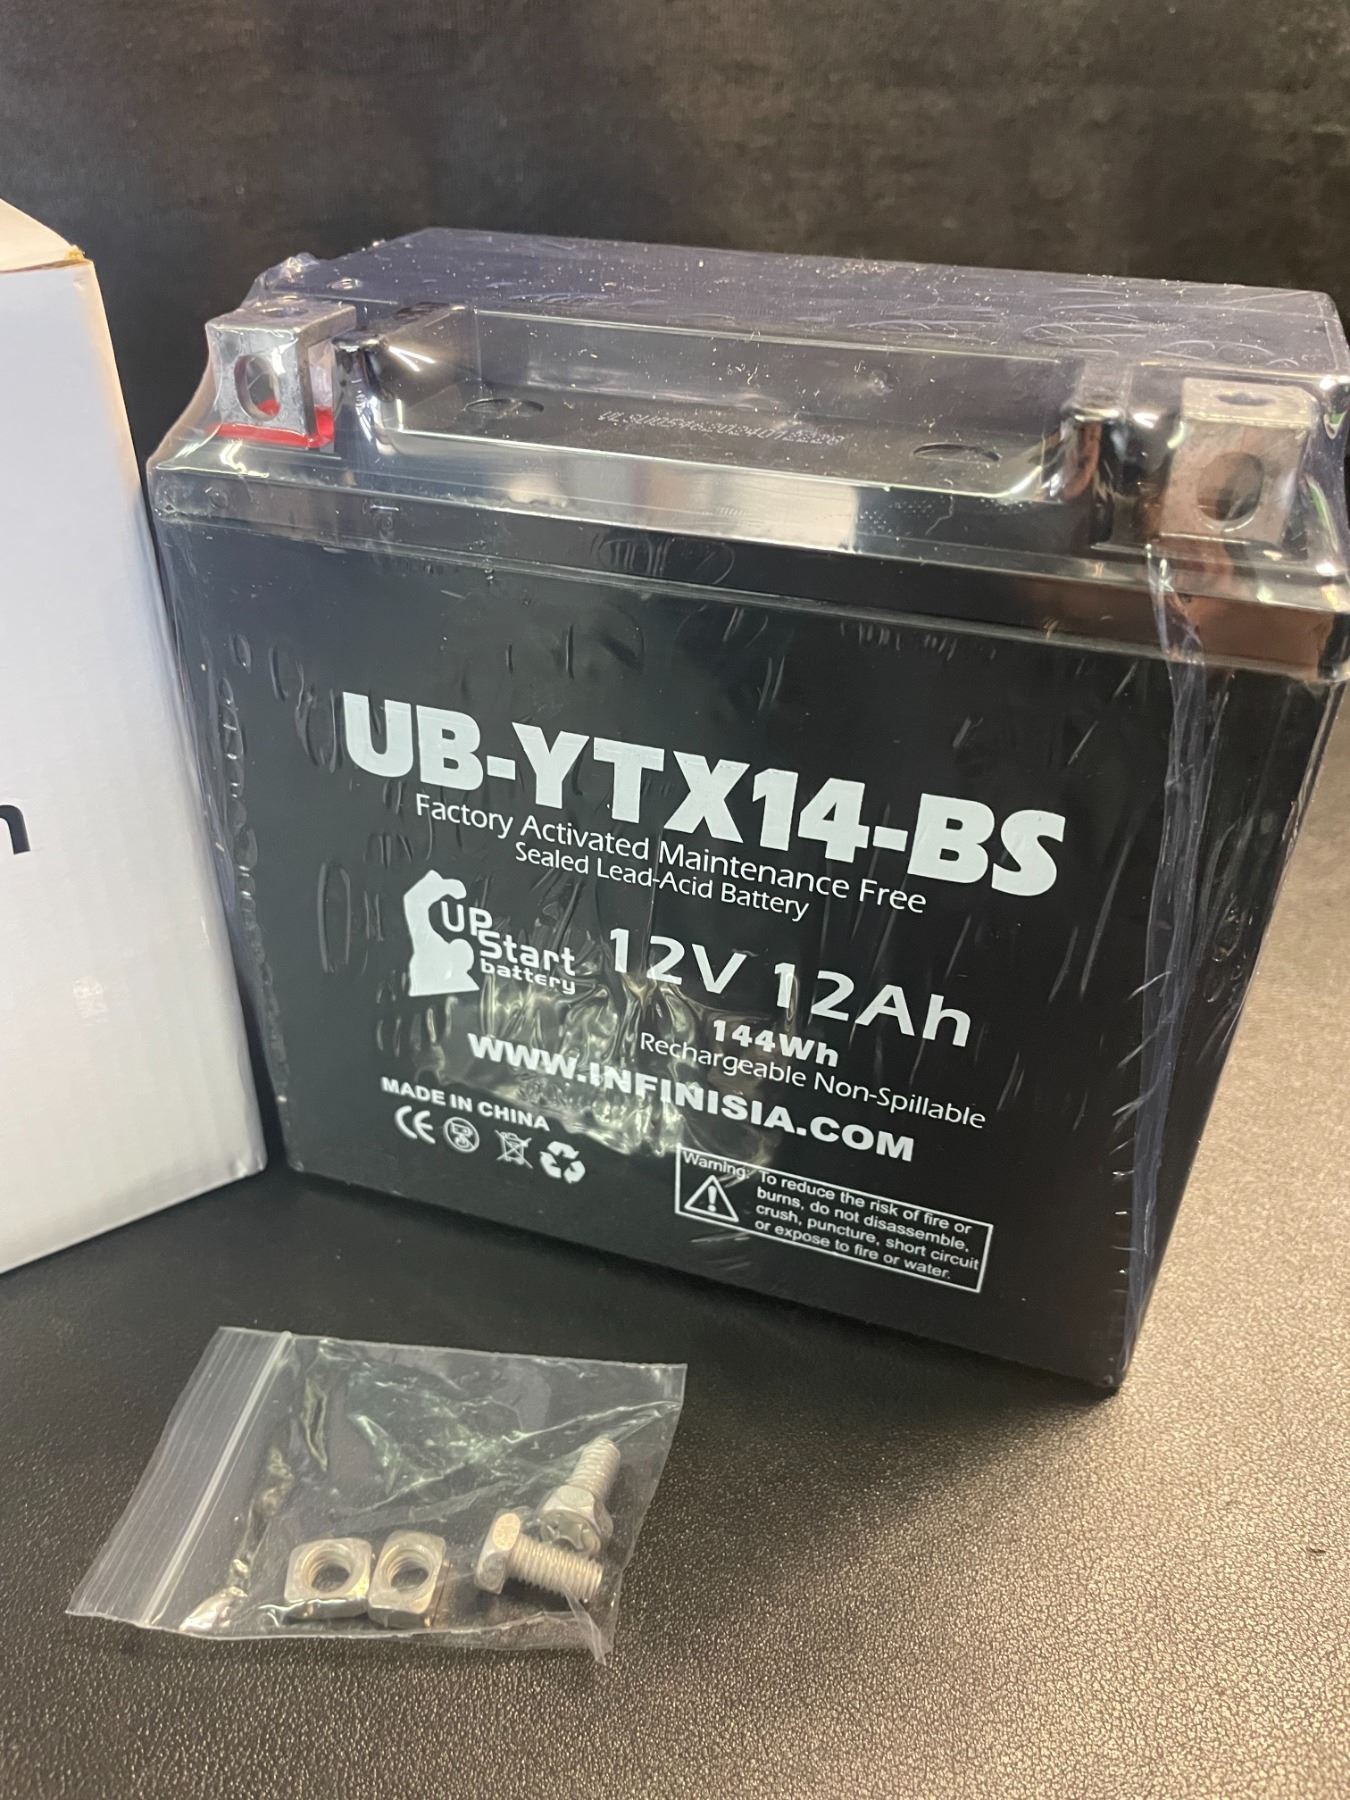 UB-YTX14-BS
Factory Activated Maintenance Free
Sealed Lead-Acid Battery
UPStart
battery
12V 12Ah
144Wh
Rechargeable Non-Spillable
WWW.INFINISIA.COM
MADE IN CHINA
CE
Warning: To reduce the risk of fire or
burns, do not disassemble,
crush, puncture, short circuit
or expose to fire or water.
n